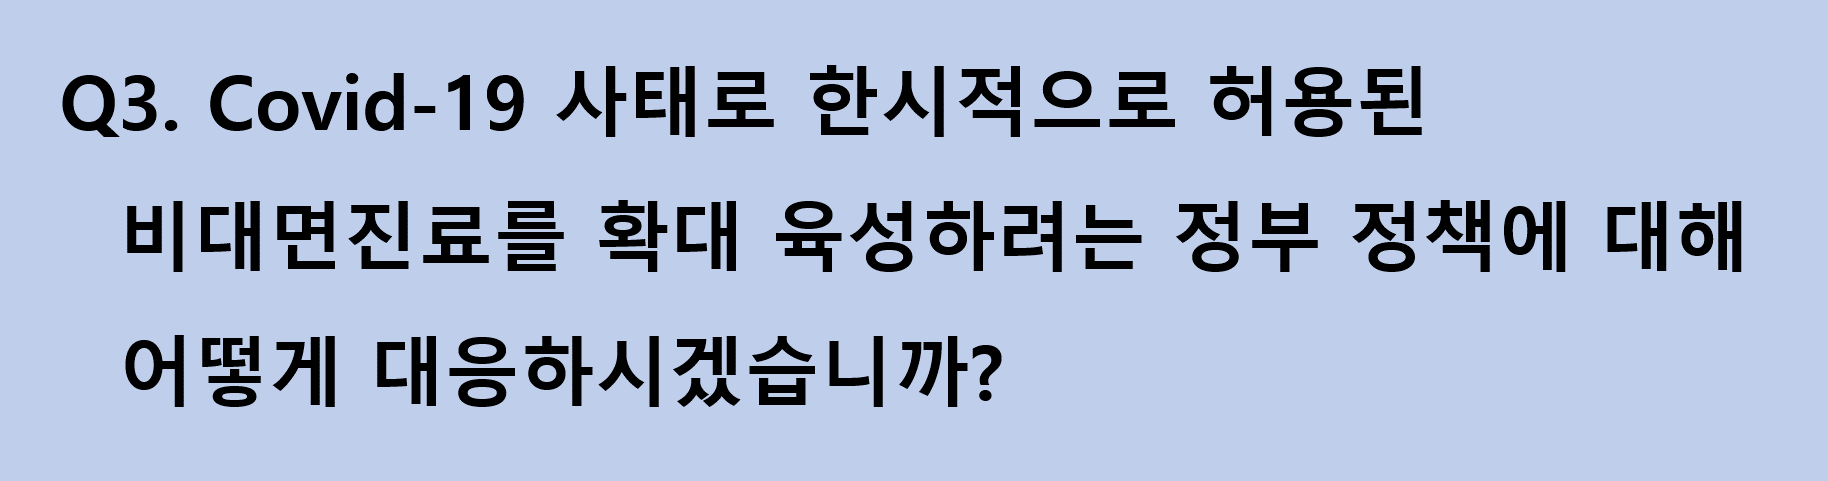 Q3. Covid-19 사태로 한시적으로 허용된
비대면진료를 확대 육성하려는 정부 정책에 대해
어떻게 대응하시겠습니까?